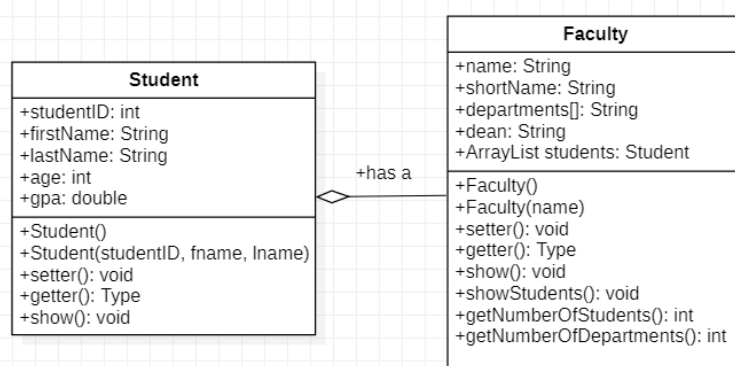 Student
+studentID: int
+firstName: String
+lastName: String
+age: int
+gpa: double
+Student()
+Student(studentID, fname, lname)
+setter(): void
+getter(): Type
+show(): void
+has a
Faculty
+name: String
+shortName: String
+departments[]: String
+dean: String
+ArrayList students: Student
+Faculty()
+Faculty(name)
+setter(): void
+getter(): Type
+show(): void
+showStudents(): void
+getNumberOfStudents(): int
+getNumberOfDepartments(): int